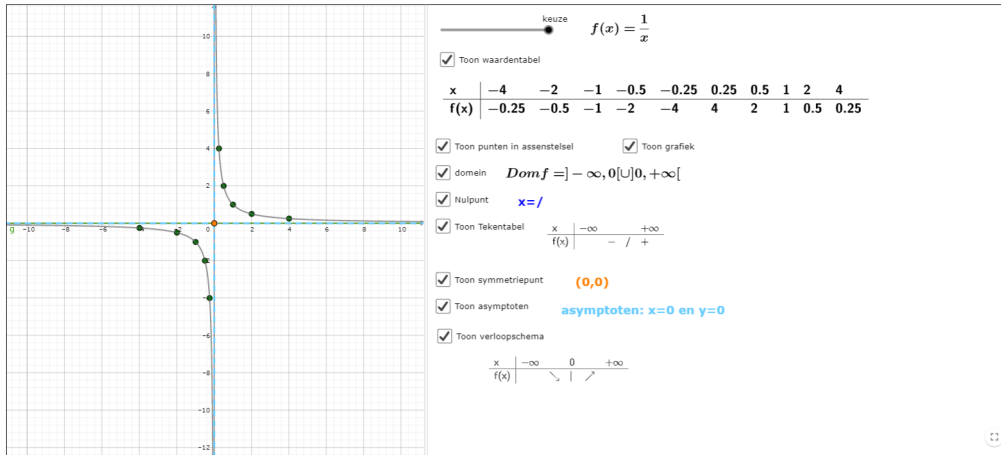 keuze
f(x) = 1/x
Toon waardentabel
x −4 −2 −1 −0.5 −0.25 0.25 0.5 1 2 4
f(x) −0.25 −0.5 −1 −2 −4 4 2 1 0.5 0.25
Toon punten in assenstelsel Toon grafiek
domein Dom f =]−∞, 0[∪]0, +∞[
Nulpunt x=/
Toon Tekentabel
x −∞ +∞
f(x) − / +
Toon symmetriepunt (0,0)
Toon asymptoten asymptoten: x=0 en y=0
Toon verloopschema
x −∞ 0 +∞
f(x) ↘ | ↗
10
8
6
4
2
g −10 −8 −6 −4 −2 0 2 4 6 8 10
−6
−8
−10
−12